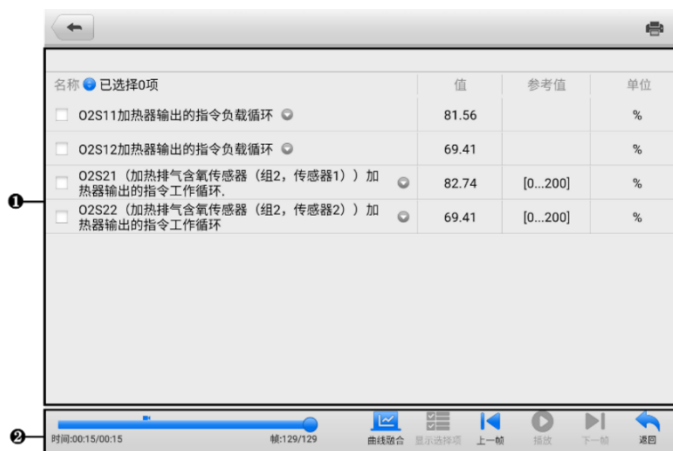 名称 已选择0项 值 参考值 单位
O2S11加热器输出的指令负载循环 81.56 %
O2S12加热器输出的指令负载循环 69.41 %
O2S21（加热排气含氧传感器（组2，传感器1））加
热器输出的指令工作循环. 82.74 [0...200] %
O2S22（加热排气含氧传感器（组2，传感器2））加
热器输出的指令工作循环 69.41 [0...200] %
❶
❷
时间:00:15/00:15 帧:129/129 曲线融合 显示选择项 上一帧 播放 下一帧 返回